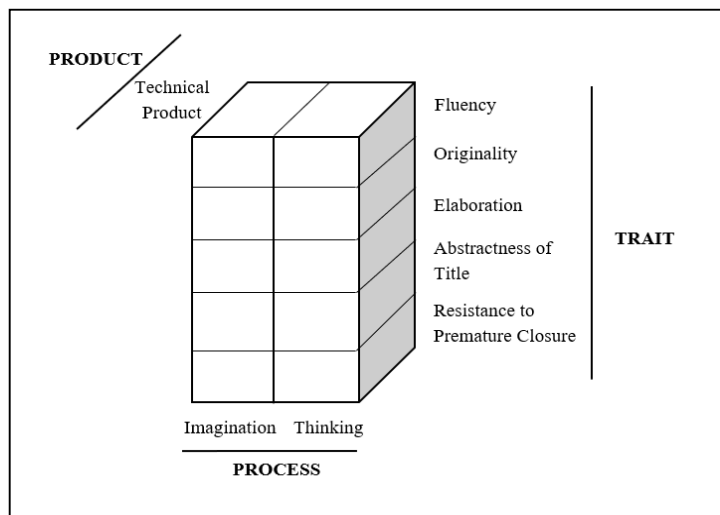 PRODUCT
Technical
Product
Fluency
Originality
Elaboration
Abstractness of
Title
Resistance to
Premature Closure
TRAIT
Imagination Thinking
PROCESS